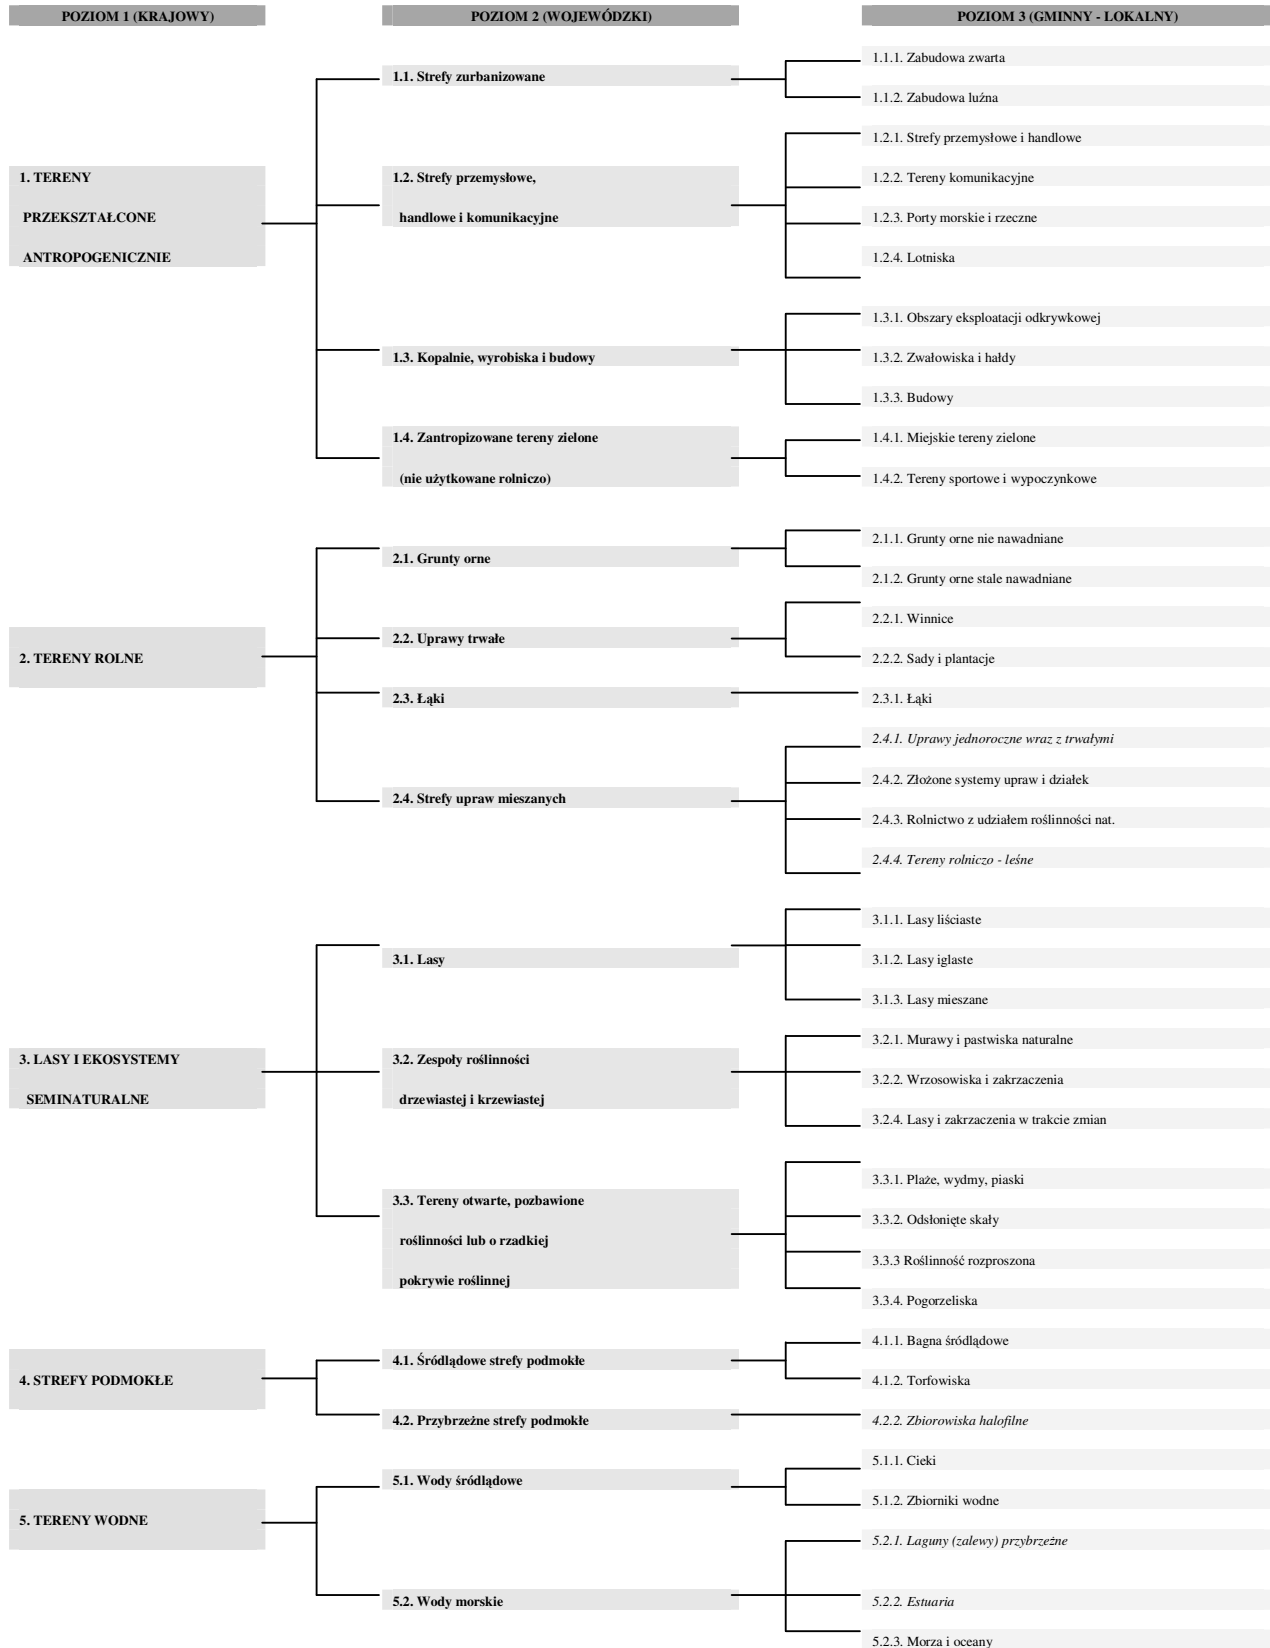 POZIOM 1 (KRAJOWY)
POZIOM 2 (WOJEWÓDZKI)
POZIOM 3 (GMINNY - LOKALNY)
1. TERENY
PRZEKSZTAŁCONE
ANTROPOGENICZNIE
1.1. Strefy zurbanizowane
1.1.1. Zabudowa zwarta
1.1.2. Zabudowa luźna
1.2. Strefy przemysłowe,
handlowe i komunikacyjne
1.2.1. Strefy przemysłowe i handlowe
1.2.2. Tereny komunikacyjne
1.2.3. Porty morskie i rzeczne
1.2.4. Lotniska
1.3. Kopalnie, wyrobiska i budowy
1.3.1. Obszary eksploatacji odkrywkowej
1.3.2. Zwałowiska i hałdy
1.3.3. Budowy
1.4. Zantropizowane tereny zielone
(nie użytkowane rolniczo)
1.4.1. Miejskie tereny zielone
1.4.2. Tereny sportowe i wypoczynkowe
2. TERENY ROLNE
2.1. Grunty orne
2.1.1. Grunty orne nie nawadniane
2.1.2. Grunty orne stale nawadniane
2.2. Uprawy trwałe
2.2.1. Winnice
2.2.2. Sady i plantacje
2.3. Łąki
2.3.1. Łąki
2.4. Strefy upraw mieszanych
2.4.1. Uprawy jednoroczne wraz z trwałymi
2.4.2. Złożone systemy upraw i działek
2.4.3. Rolnictwo z udziałem roślinności nat.
2.4.4. Tereny rolniczo - leśne
3. LASY I EKOSYSTEMY
SEMINATURALNE
3.1. Lasy
3.1.1. Lasy liściaste
3.1.2. Lasy iglaste
3.1.3. Lasy mieszane
3.2. Zespoły roślinności
drzewiastej i krzewiastej
3.2.1. Murawy i pastwiska naturalne
3.2.2. Wrzosowiska i zakrzaczenia
3.2.4. Lasy i zakrzaczenia w trakcie zmian
3.3. Tereny otwarte, pozbawione
roślinności lub o rzadkiej
pokrywie roślinnej
3.3.1. Plaże, wydmy, piaski
3.3.2. Odsłonięte skały
3.3.3 Roślinność rozproszona
3.3.4. Pogorzeliska
4. STREFY PODMOKŁE
4.1. Śródlądowe strefy podmokłe
4.1.1. Bagna śródlądowe
4.1.2. Torfowiska
4.2. Przybrzeżne strefy podmokłe
4.2.2. Zbiorowiska halofilne
5. TERENY WODNE
5.1. Wody śródlądowe
5.1.1. Cieki
5.1.2. Zbiorniki wodne
5.2. Wody morskie
5.2.1. Laguny (zalewy) przybrzeżne
5.2.2. Estuaria
5.2.3. Morza i oceany